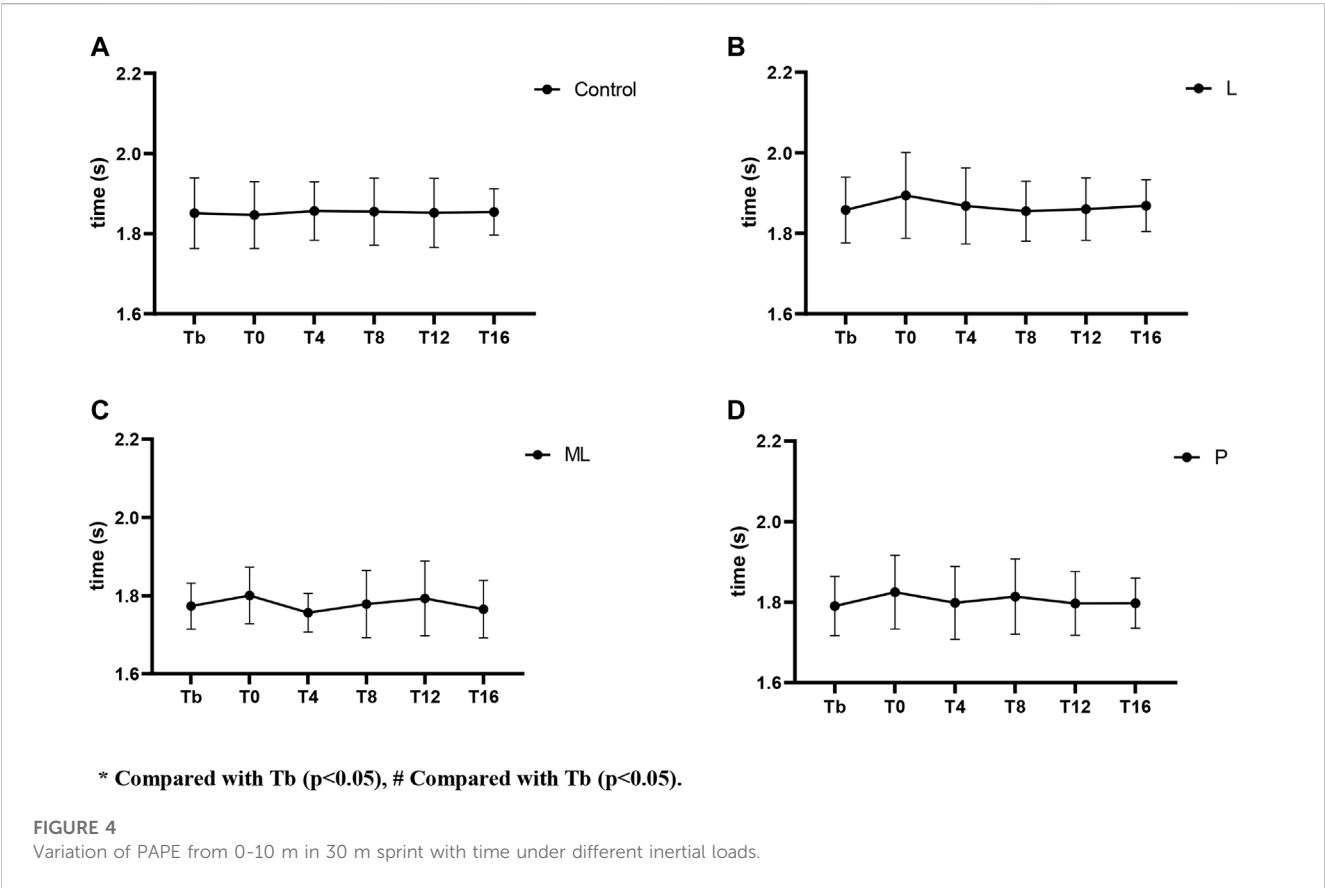 A
2.2
2.0
1.8
1.6
time (s)
Control
Tb T0 T4 T8 T12 T16
B
2.2
2.0
1.8
1.6
time (s)
L
Tb T0 T4 T8 T12 T16
C
2.2
2.0
1.8
1.6
time (s)
ML
Tb T0 T4 T8 T12 T16
D
2.2
2.0
1.8
1.6
time (s)
P
Tb T0 T4 T8 T12 T16
* Compared with Tb (p<0.05), # Compared with Tb (p<0.05).
FIGURE 4
Variation of PAPE from 0-10 m in 30 m sprint with time under different inertial loads.